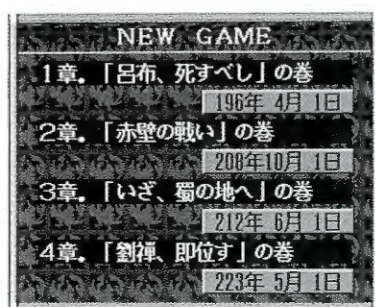 NEW GAME
1章.「呂布、死すべし」の巻
196年 4月 1日
2章.「赤壁の戦い」の巻
208年10月 1日
3章.「いざ、蜀の地へ」の巻
212年 6月 1日
4章.「劉禅、即位す」の巻
223年 5月 1日